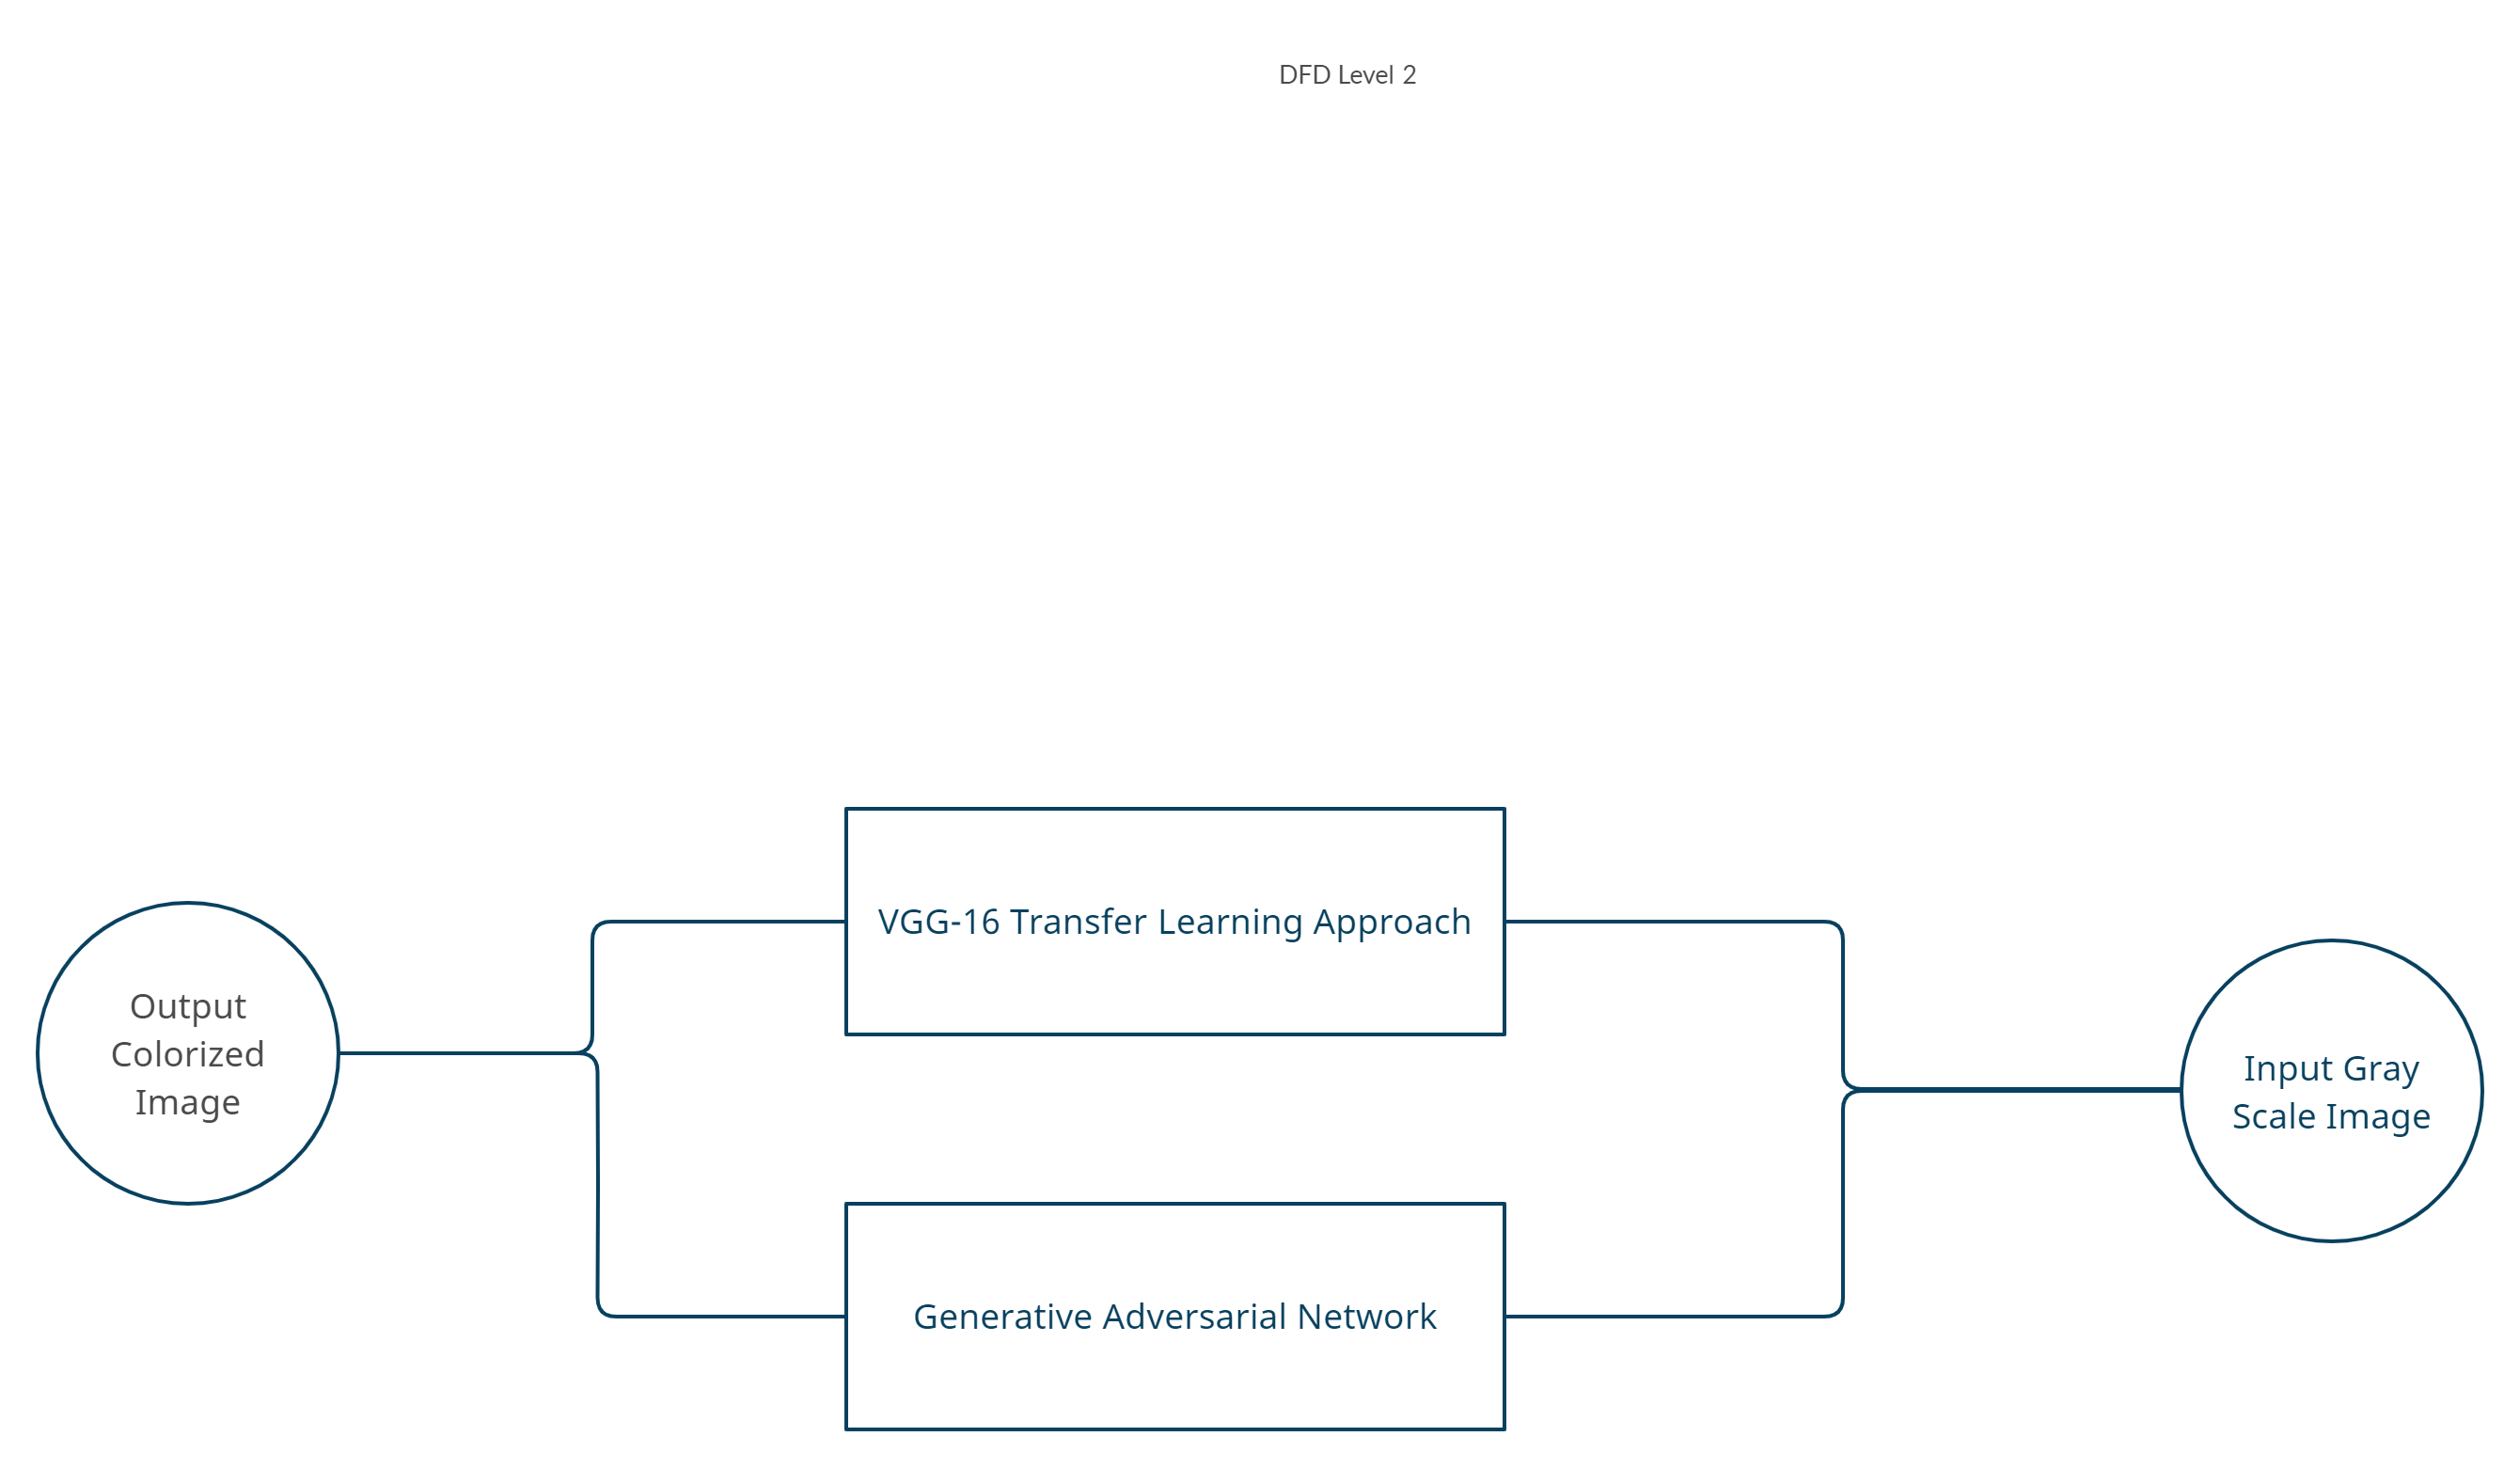 DFD Level 2
VGG-16 Transfer Learning Approach
Output
Colorized
Image
Input Gray
Scale Image
Generative Adversarial Network